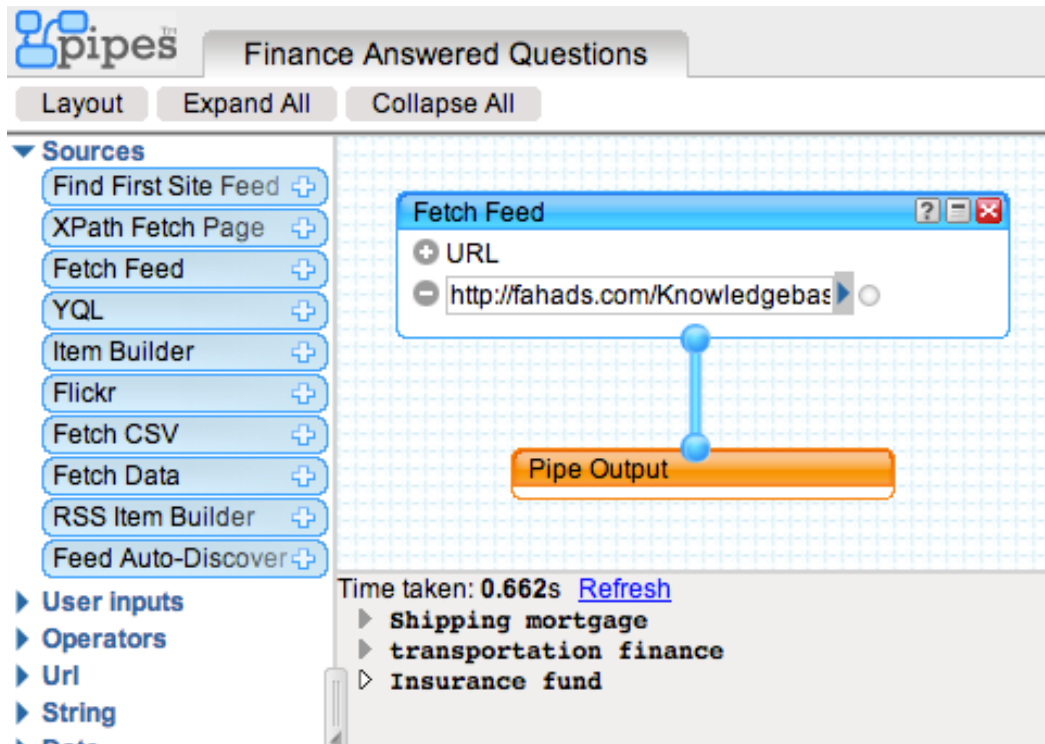 pipes™
Finance Answered Questions
Layout Expand All Collapse All
Sources
Find First Site Feed
XPath Fetch Page
Fetch Feed
YQL
Item Builder
Flickr
Fetch CSV
Fetch Data
RSS Item Builder
Feed Auto-Discover
User inputs
Operators
Url
String
Fetch Feed
URL
http://fahads.com/Knowledgebas
Pipe Output
Time taken: 0.662s Refresh
Shipping mortgage
transportation finance
Insurance fund